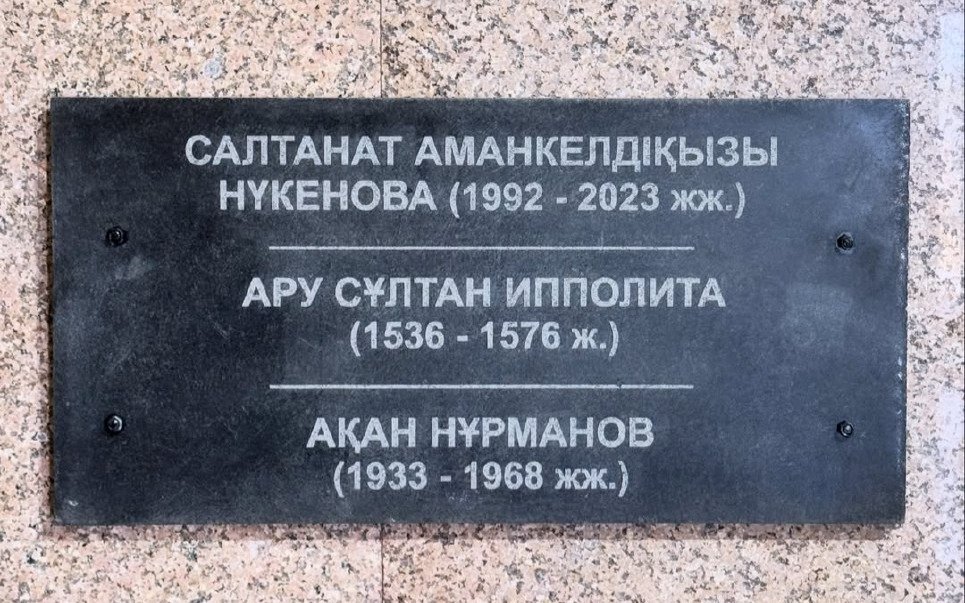 САЛТАНАТ АМАНКЕЛДІҚЫЗЫ
НҮКЕНОВА (1992 - 2023 жж.)
АРУ СҰЛТАН ИППОЛИТА
(1536 - 1576 ж.)
АҚАН НҰРМАНОВ
(1933 - 1968 жж.)